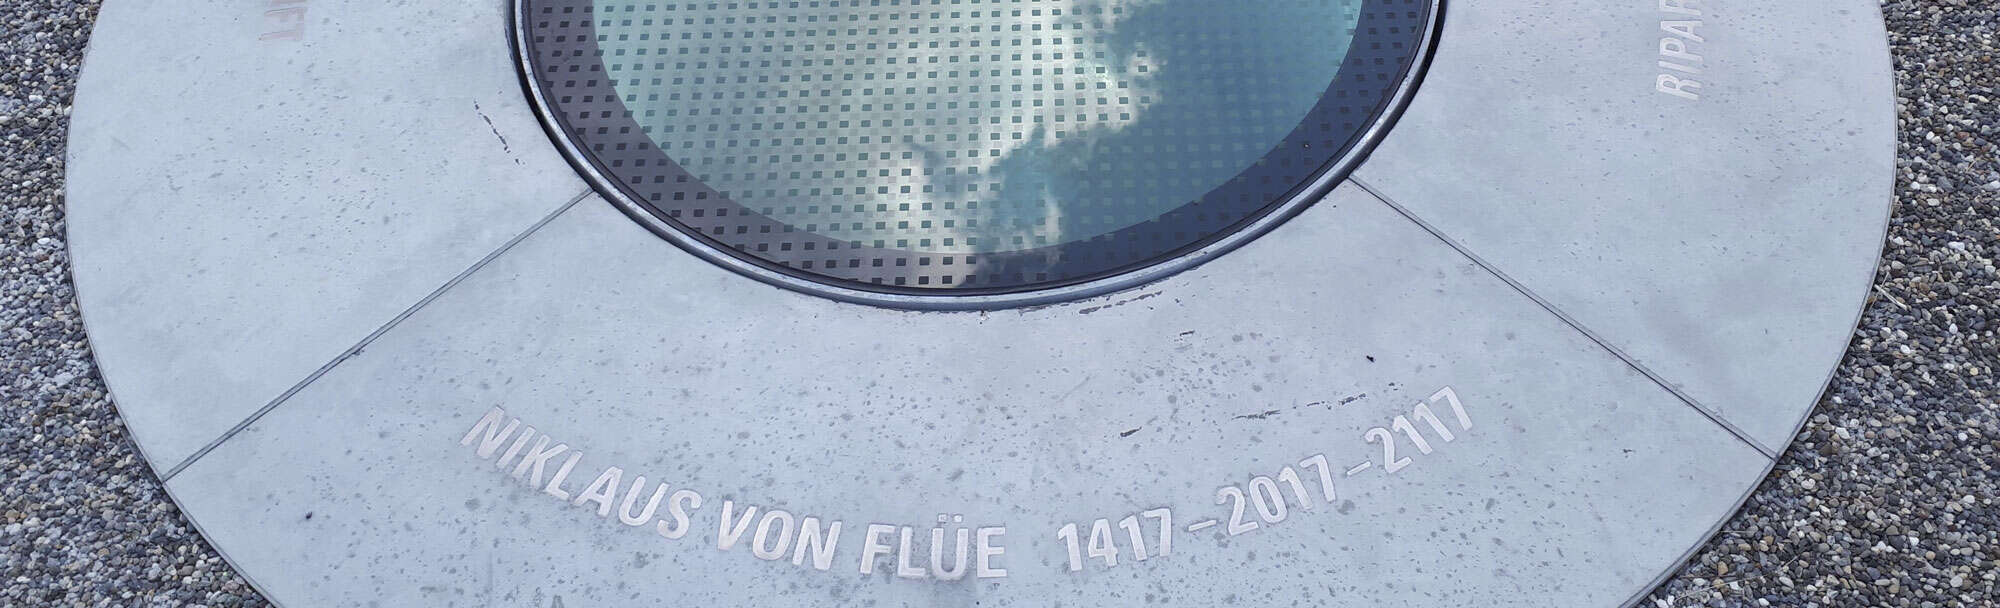 NIKLAUS VON FLÜE 1417–2017–2117